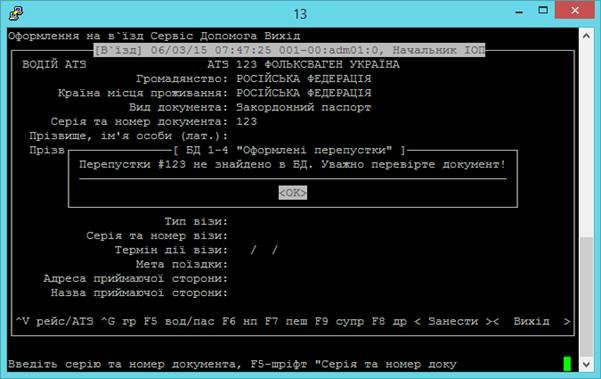 13
Оформлення на в`їзд Сервіс Допомога Вихід
[В`їзд] 06/03/15 07:47:25 001-00:adm01:0, Начальник ІОП
ВОДІЙ АТЗ АТЗ 123 ФОЛЬКСВАГЕН УКРАЇНА
Громадянство: РОСІЙСЬКА ФЕДЕРАЦІЯ
Країна місця проживання: РОСІЙСЬКА ФЕДЕРАЦІЯ
Вид документа: Закордонний паспорт
Серія та номер документа: 123
Прізвище, ім'я особи (лат.):
Прізв
[ БД 1-4 "Оформлені перепустки" ]
Перепустки #123 не знайдено в БД. Уважно перевірте документ!
<OK>
Тип візи:
Серія та номер візи:
Термін дії візи: / /
Мета поїздки:
Адреса приймаючої сторони:
Назва приймаючої сторони:
^V рейс/АТЗ ^G гр F5 вод/пас F6 нп F7 пеш F9 супр F8 др < Занести >< Вихід >
Введіть серію та номер документа, F5-шріфт "Серія та номер доку